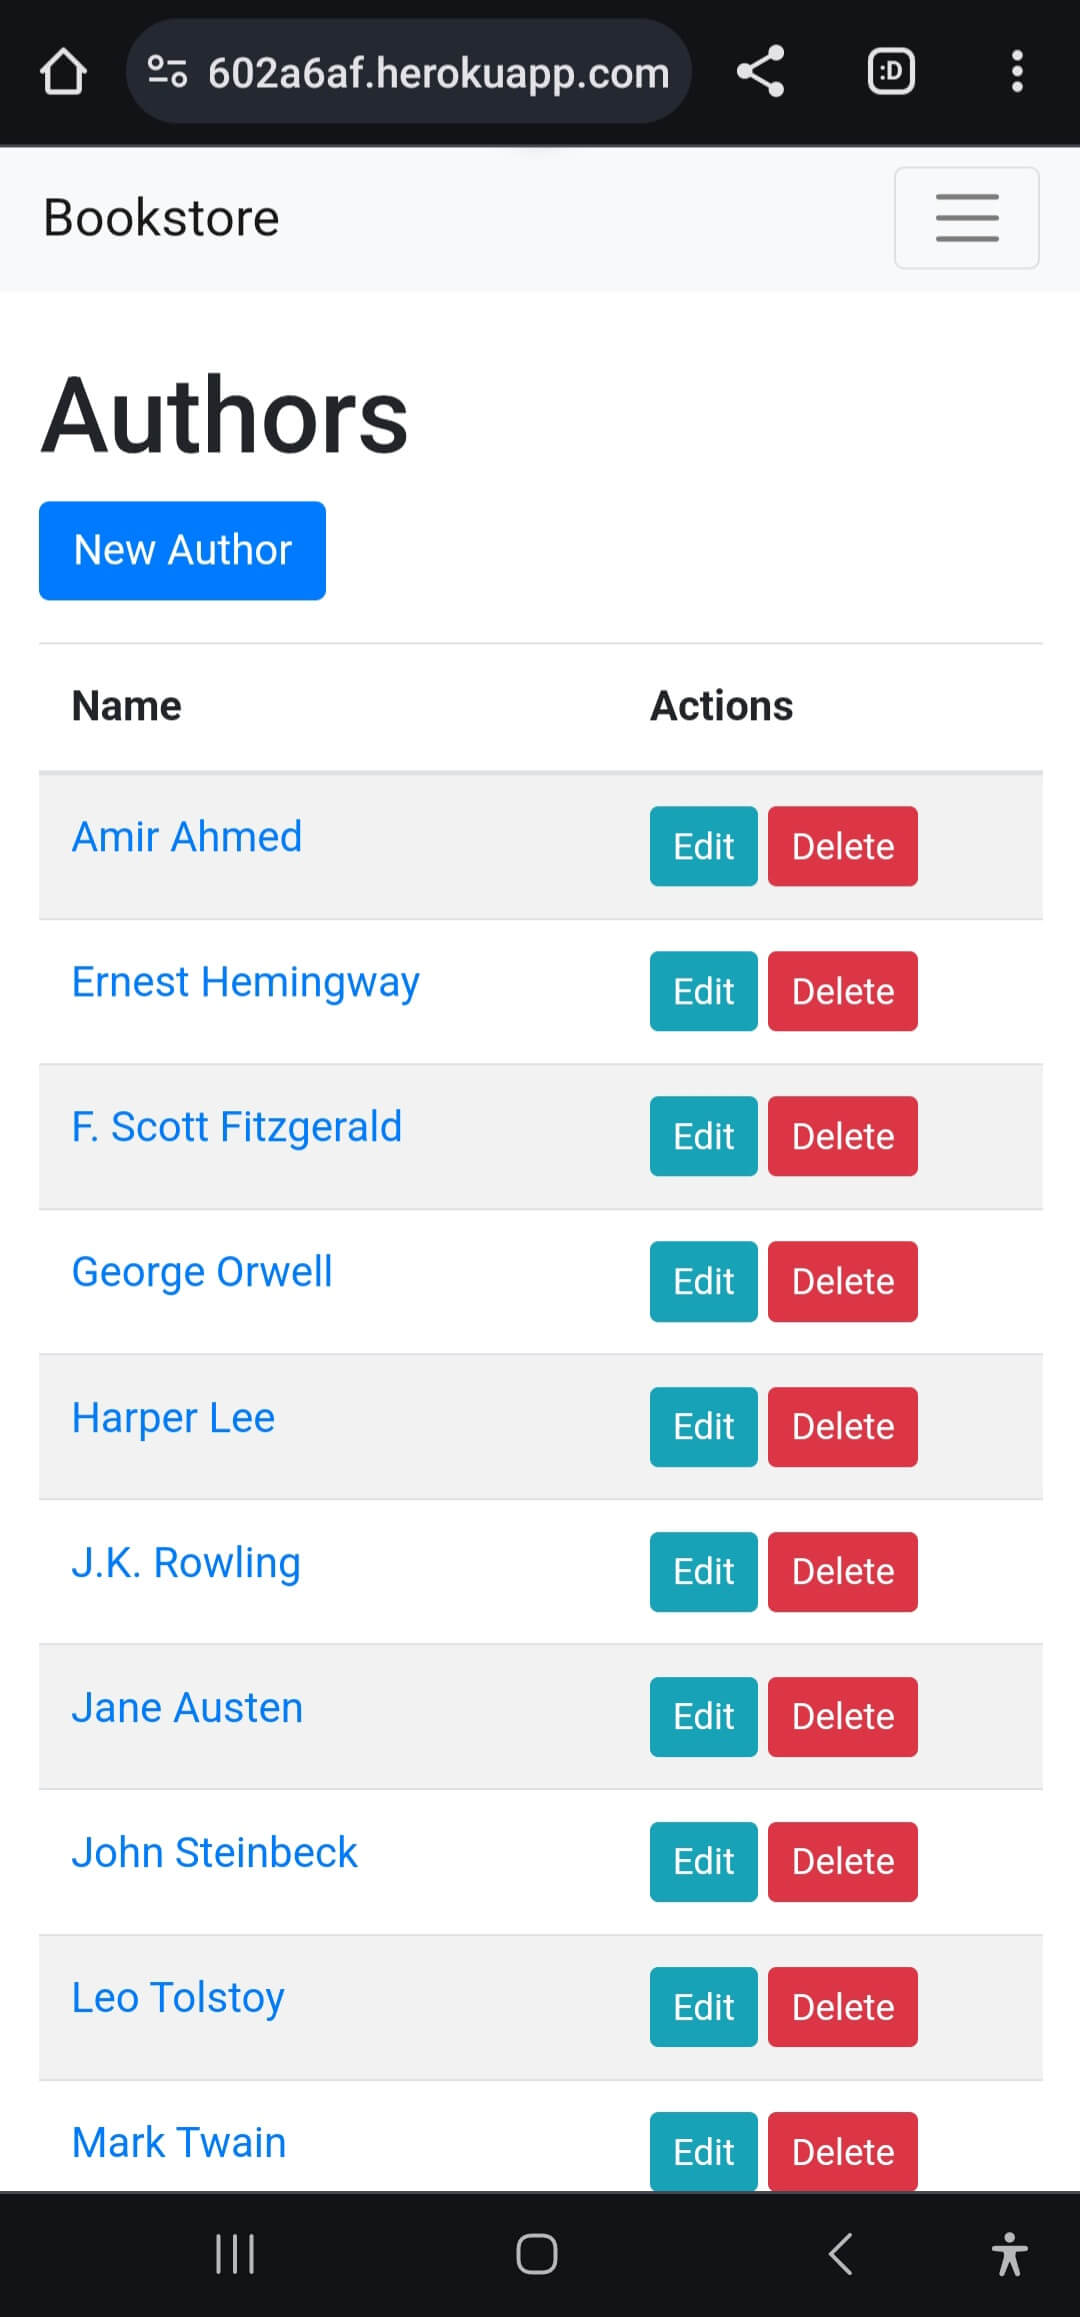 602a6af.herokuapp.com :D
Bookstore
Authors
New Author
Name Actions
Amir Ahmed Edit Delete
Ernest Hemingway Edit Delete
F. Scott Fitzgerald Edit Delete
George Orwell Edit Delete
Harper Lee Edit Delete
J.K. Rowling Edit Delete
Jane Austen Edit Delete
John Steinbeck Edit Delete
Leo Tolstoy Edit Delete
Mark Twain Edit Delete